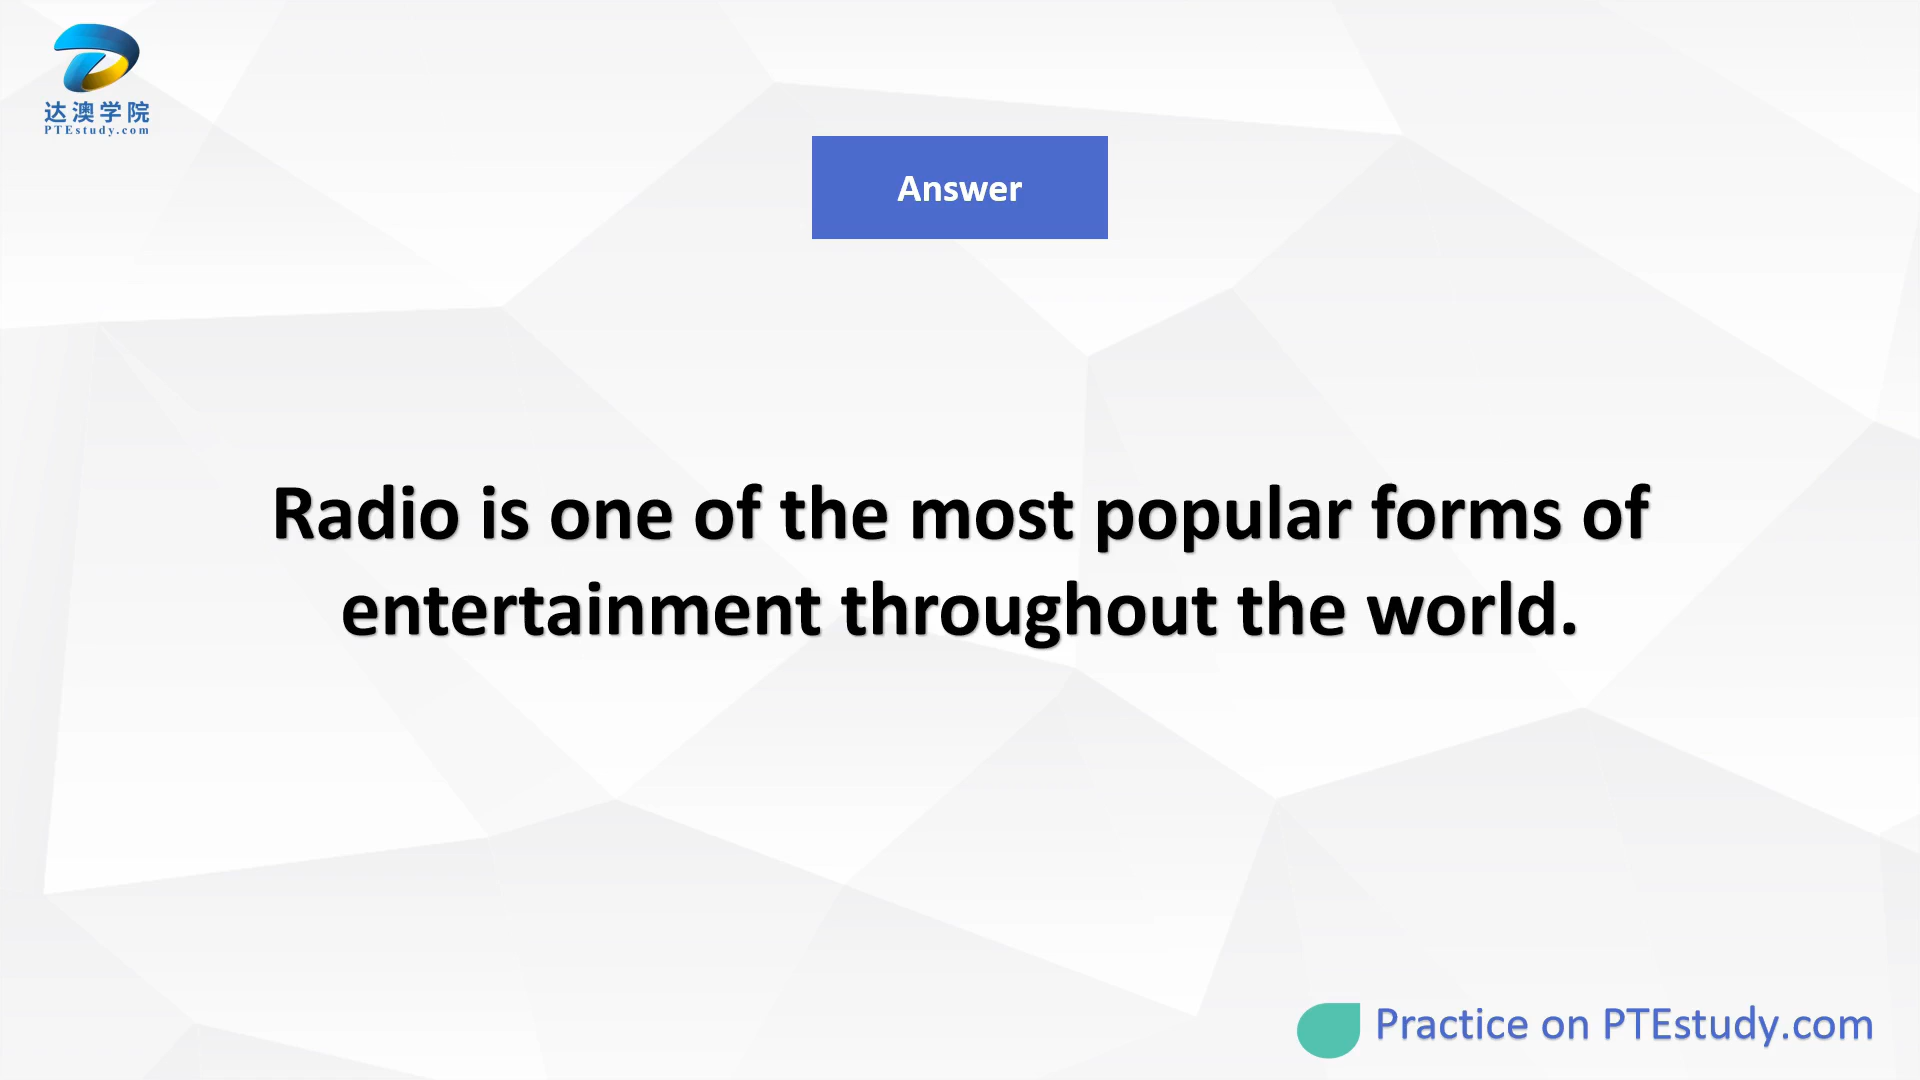 达澳学院
PTEstudy.com
Answer
Radio is one of the most popular forms of
entertainment throughout the world.
Practice on PTEstudy.com